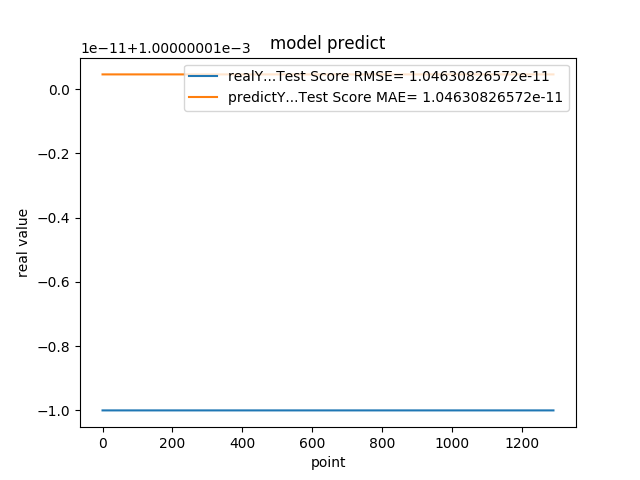 model predict
1e−11+1.00000001e−3
realY...Test Score RMSE= 1.04630826572e-11
predictY...Test Score MAE= 1.04630826572e-11
0.0
−0.2
−0.4
−0.6
−0.8
−1.0
real value
0 200 400 600 800 1000 1200
point